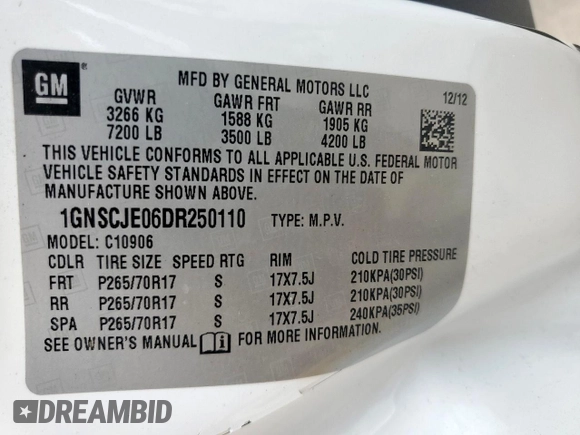 GM
MFD BY GENERAL MOTORS LLC
12/12
GVWR GAWR FRT GAWR RR
3266 KG 1588 KG 1905 KG
7200 LB 3500 LB 4200 LB
THIS VEHICLE CONFORMS TO ALL APPLICABLE U.S. FEDERAL MOTOR
VEHICLE SAFETY STANDARDS IN EFFECT ON THE DATE OF
MANUFACTURE SHOWN ABOVE.
1GNSCJE06DR250110 TYPE: M.P.V.
MODEL: C10906
CDLR TIRE SIZE SPEED RTG RIM COLD TIRE PRESSURE
FRT P265/70R17 S 17X7.5J 210KPA(30PSI)
RR P265/70R17 S 17X7.5J 210KPA(30PSI)
SPA P265/70R17 S 17X7.5J 240KPA(35PSI)
SEE OWNER'S MANUAL i FOR MORE INFORMATION.
DREAMBID